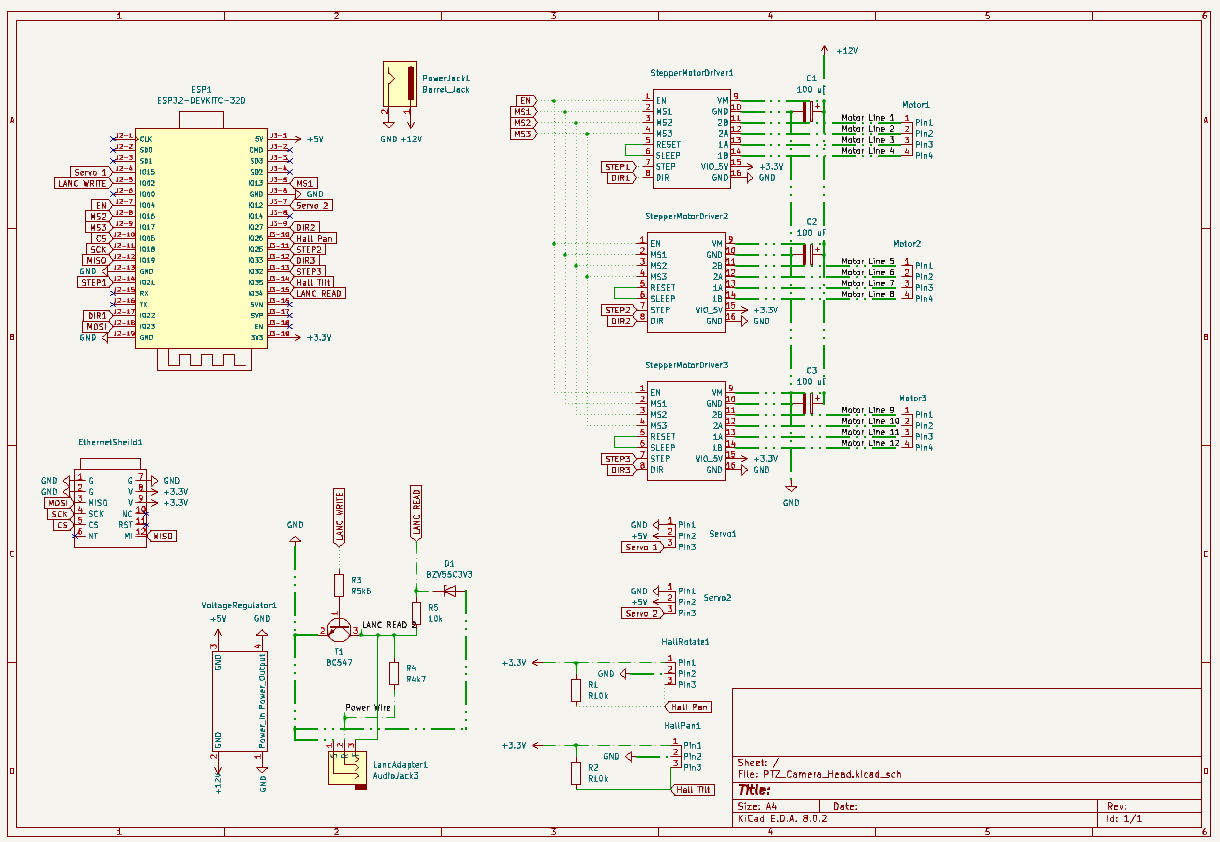 1 2 3 4 5 6
A
B
C
D
ESP1
ESP32-DEVKITC-32D
J2-1 CLK
J2-2 SD0
J2-3 SD1
Servo 1 J2-4 IO15
LANC WRITE J2-5 IO02
J2-6 IO00
EN J2-7 IO04
MS2 J2-8 IO16
MS3 J2-9 IO17
CS J2-10 IO05
SCK J2-11 IO18
MISO J2-12 IO19
GND J2-13 GND
STEP1 J2-14 IO21
J2-15 RX
J2-16 TX
DIR1 J2-17 IO22
MOSI J2-18 IO23
GND J2-19 GND
5V J3-1 +5V
CMD J3-2
SD3 J3-3
SD2 J3-4
IO13 J3-5 MS1
GND J3-6 GND
IO12 J3-7 Servo 2
IO14 J3-8
IO27 J3-9 DIR2
IO26 J3-10 Hall Pan
IO25 J3-11 STEP2
IO33 J3-12 DIR3
IO32 J3-13 STEP3
IO35 J3-14 Hall Tilt
IO34 J3-15 LANC READ
SVN J3-16
SVP J3-17
EN J3-18
3V3 J3-19 +3.3V
PowerJack1
Barrel_Jack
2 1
GND +12V
+12V
StepperMotorDriver1
EN 1 EN VM 9
MS1 2 MS1 GND 10
MS2 3 MS2 2B 11
MS3 4 MS3 2A 12
5 RESET 1A 13
6 SLEEP 1B 14
STEP1 7 STEP VIO_5V 15 +3.3V
DIR1 8 DIR GND 16 GND
C1
100 uF
Motor1
Motor Line 1 1 Pin1
Motor Line 2 2 Pin2
Motor Line 3 3 Pin3
Motor Line 4 4 Pin4
StepperMotorDriver2
1 EN VM 9
2 MS1 GND 10
3 MS2 2B 11
4 MS3 2A 12
5 RESET 1A 13
6 SLEEP 1B 14
STEP2 7 STEP VIO_5V 15 +3.3V
DIR2 8 DIR GND 16 GND
C2
100 uF
Motor2
Motor Line 5 1 Pin1
Motor Line 6 2 Pin2
Motor Line 7 3 Pin3
Motor Line 8 4 Pin4
StepperMotorDriver3
1 EN VM 9
2 MS1 GND 10
3 MS2 2B 11
4 MS3 2A 12
5 RESET 1A 13
6 SLEEP 1B 14
STEP3 7 STEP VIO_5V 15 +3.3V
DIR3 8 DIR GND 16 GND
C3
100 uF
Motor3
Motor Line 9 1 Pin1
Motor Line 10 2 Pin2
Motor Line 11 3 Pin3
Motor Line 12 4 Pin4
GND
EthernetSheild1
GND 1 G G 7 GND
GND 2 G V 8 +3.3V
MOSI 3 MISO V 9 +3.3V
SCK 4 SCK NC 10
CS 5 CS RST 11
6 NT MI 12 MISO
VoltageRegulator1
+5V GND
3 4
GND Power_Output
GND Power_In
2 1
+12V GND
GND
LANC WRITE
LANC READ
R3
R5k6
D1
BZV55C3V3
R5
10k
1
2 3 LANC READ 2
T1
BC547
R4
R4k7
Power Wire
1 2 3
S R T
LancAdapter1
AudioJack3
GND 1 Pin1
+5V 2 Pin2
Servo 1 3 Pin3
Servo1
GND 1 Pin1
+5V 2 Pin2
Servo 2 3 Pin3
Servo2
HallRotate1
+3.3V 1 Pin1
GND 2 Pin2
3 Pin3
R1
R10k
Hall Pan
HallPan1
+3.3V 1 Pin1
GND 2 Pin2
3 Pin3
R2
R10k
Hall Tilt
Sheet: /
File: PTZ_Camera_Head.kicad_sch
Title:
Size: A4 Date: Rev:
KiCad E.D.A. 8.0.2 Id: 1/1
A
B
C
D
1 2 3 4 5 6